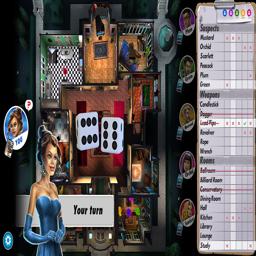 Suspects
Mustard
Orchid
Scarlett
Peacock
Plum
Green
Weapons
Candlestick
Dagger
Lead Pipe
Revolver
Rope
Wrench
Rooms
Ballroom
Billiard Room
Conservatory
Dining Room
Hall
Kitchen
Library
Lounge
Study
YOU
Your turn